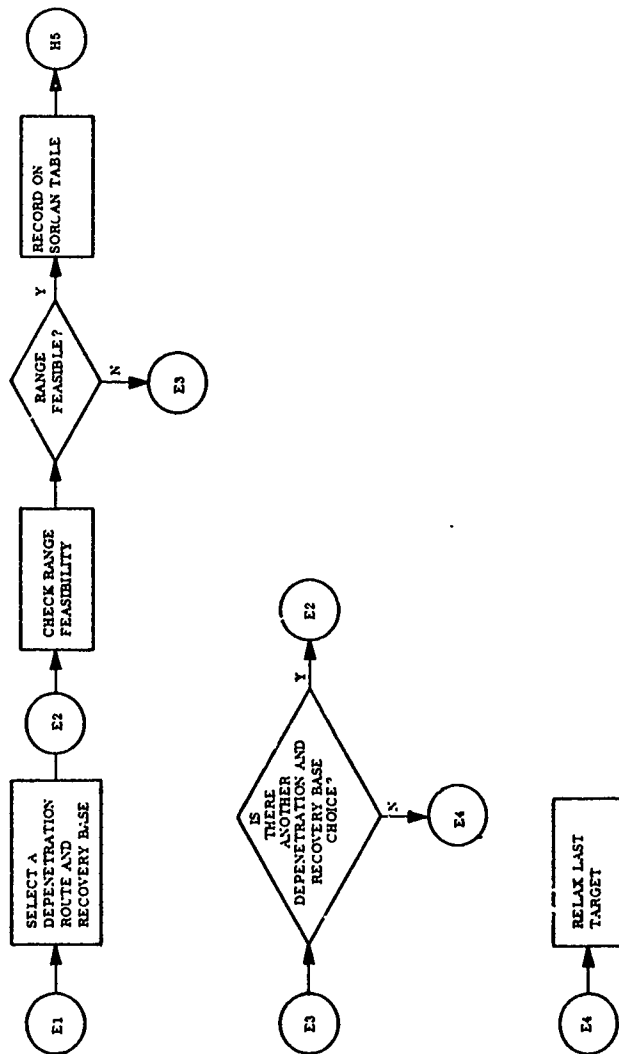 E1
SELECT A
DEPENETRATION
ROUTE AND
RECOVERY BASE
E2
CHECK RANGE
FEASIBILITY
RANGE
FEASIBLE?
Y
RECORD ON
SORCAN TABLE
H5
N
E3
E3
IS
THERE
ANOTHER
DEPENETRATION AND
RECOVERY BASE
CHOICE?
Y
E2
N
E4
E4
RELAX LAST
TARGET